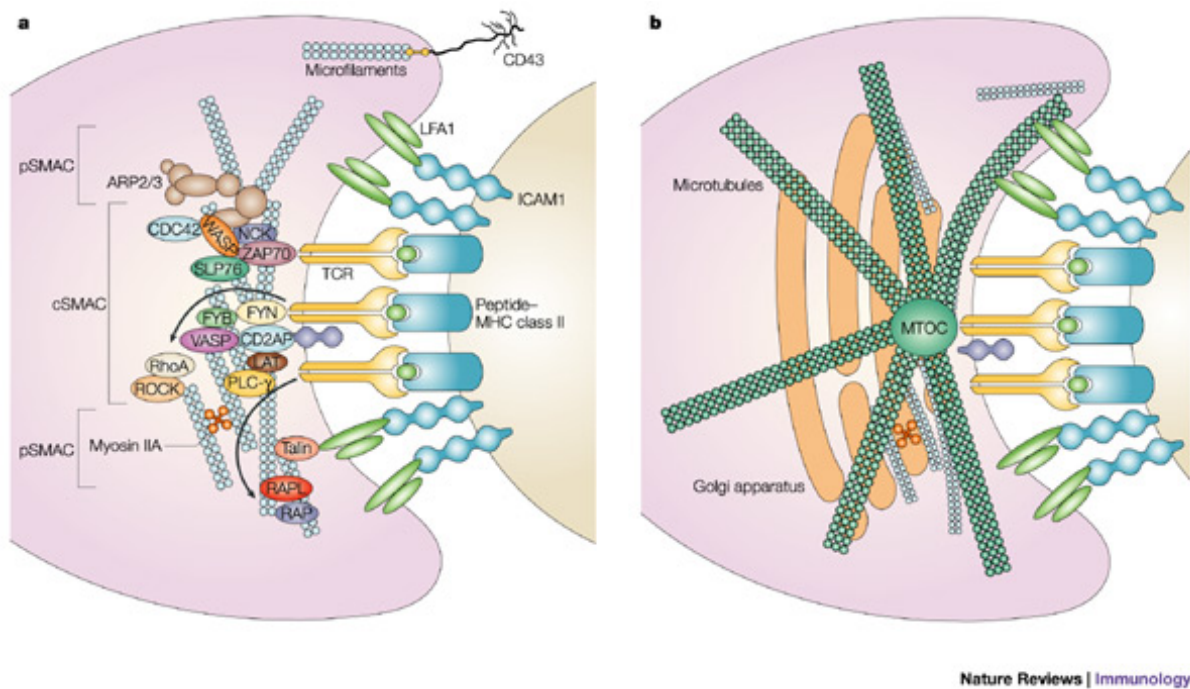 a
CD43
Microfilaments
LFA1
pSMAC
ARP2/3
ICAM1
CDC42
WASP
NCK
ZAP70
SLP76
TCR
cSMAC
FYB
FYN
Peptide–
MHC class II
VASP
CD2AP
RhoA
LAT
ROCK
PLC-γ
pSMAC
Myosin IIA
Talin
RAPL
RAP
b
Microtubules
MTOC
Golgi apparatus
Nature Reviews | Immunology